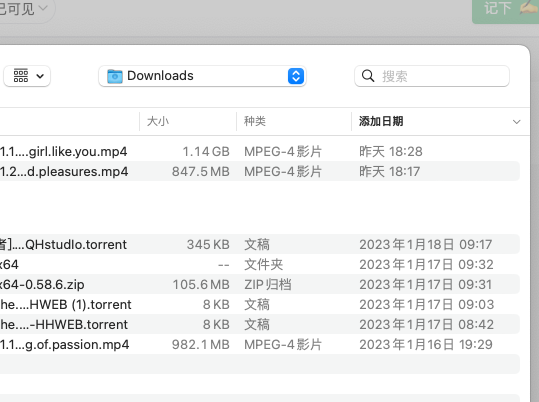 已可见
记下 ✍️
Downloads
搜索
大小 种类 添加日期
1.1....girl.like.you.mp4 1.14 GB MPEG-4影片 昨天 18:28
1.2...d.pleasures.mp4 847.5 MB MPEG-4影片 昨天 18:17
]....QHstudIo.torrent 345 KB 文稿 2023年1月18日 09:17
x64 -- 文件夹 2023年1月17日 09:32
x64-0.58.6.zip 105.6 MB ZIP归档 2023年1月17日 09:31
he....HWEB (1).torrent 8 KB 文稿 2023年1月17日 09:03
he....-HHWEB.torrent 8 KB 文稿 2023年1月17日 08:42
1.1...g.of.passion.mp4 982.1 MB MPEG-4影片 2023年1月16日 19:29